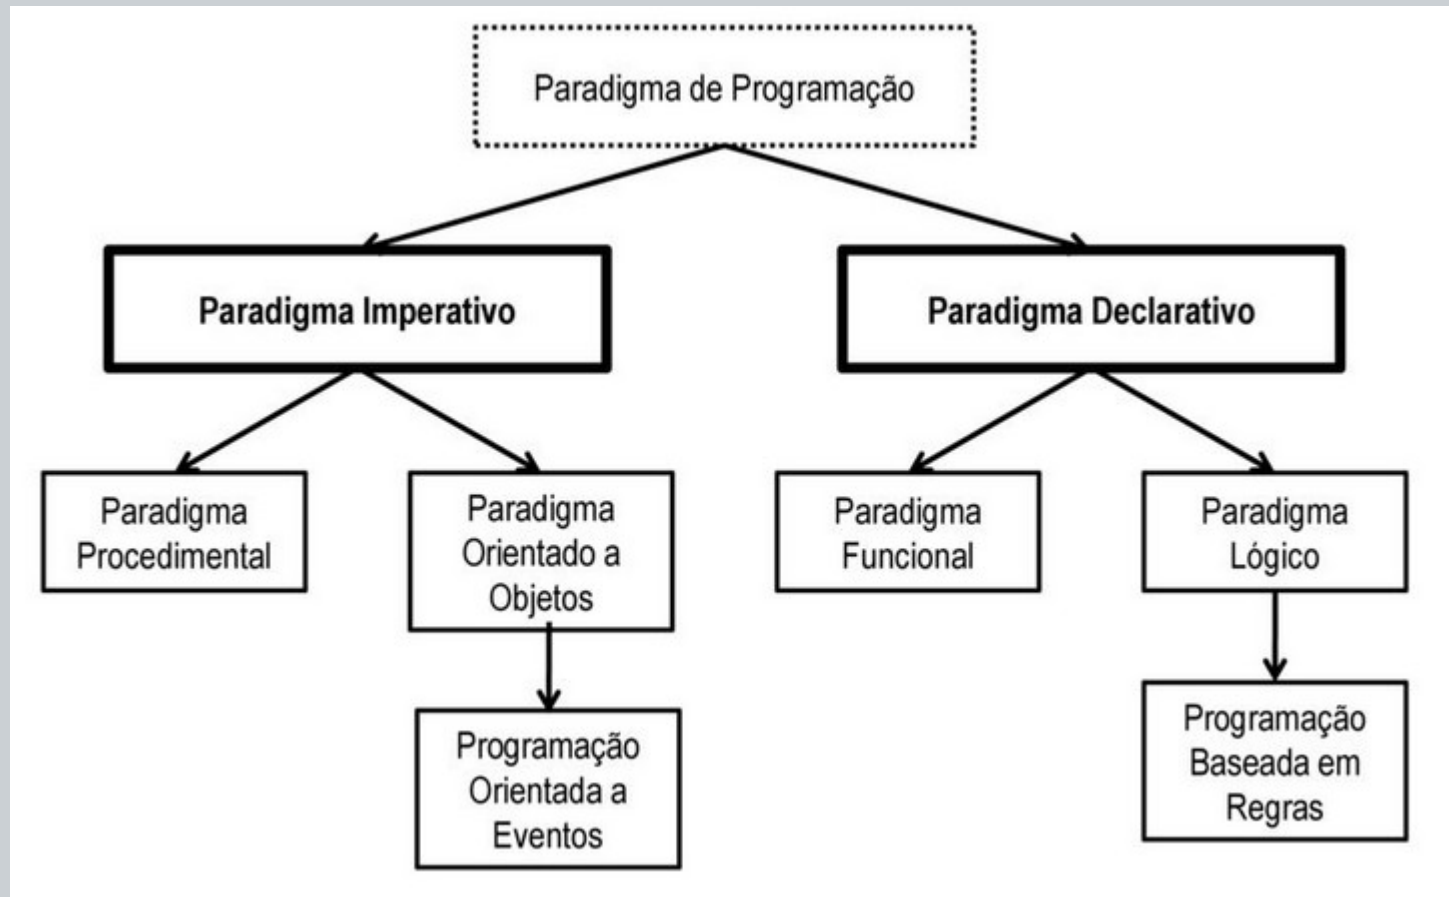 Paradigma de Programação
Paradigma Imperativo
Paradigma Declarativo
Paradigma
Procedimental
Paradigma
Orientado a
Objetos
Paradigma
Funcional
Paradigma
Lógico
Programação
Orientada a
Eventos
Programação
Baseada em
Regras